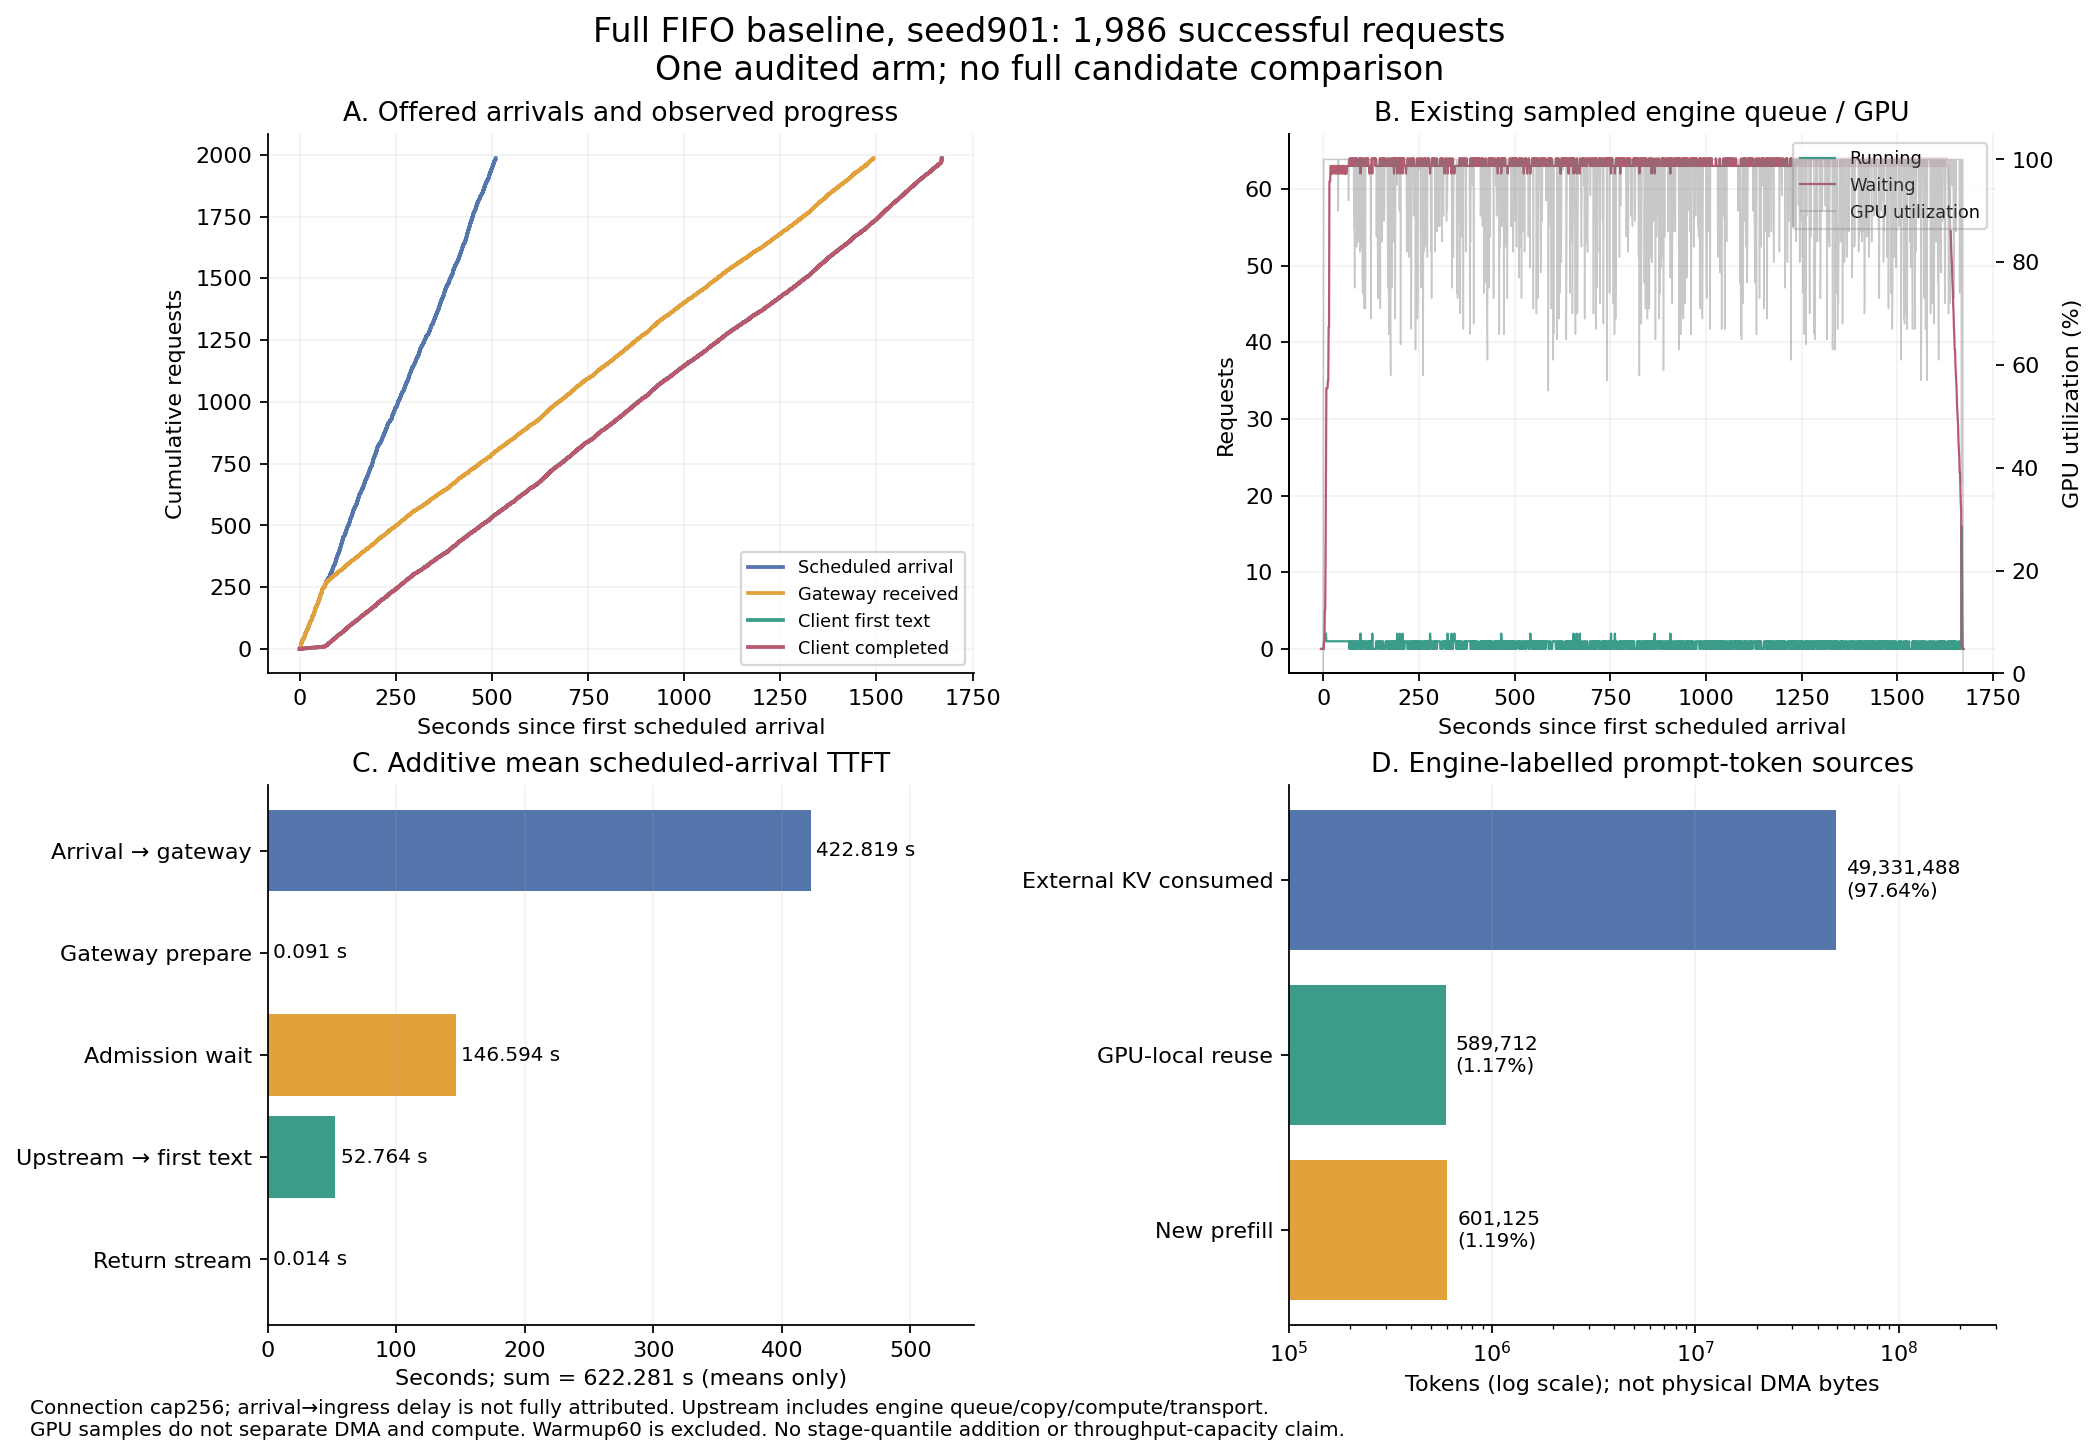 Full FIFO baseline, seed901: 1,986 successful requests
One audited arm; no full candidate comparison
A. Offered arrivals and observed progress
Cumulative requests
2000
1750
1500
1250
1000
750
500
250
0
Scheduled arrival
Gateway received
Client first text
Client completed
0 250 500 750 1000 1250 1500 1750
Seconds since first scheduled arrival
B. Existing sampled engine queue / GPU
Requests
60
50
40
30
20
10
0
Running
Waiting
GPU utilization
100
80
60
40
20
0
GPU utilization (%)
0 250 500 750 1000 1250 1500 1750
Seconds since first scheduled arrival
C. Additive mean scheduled-arrival TTFT
Arrival → gateway
422.819 s
Gateway prepare
0.091 s
Admission wait
146.594 s
Upstream → first text
52.764 s
Return stream
0.014 s
0 100 200 300 400 500
Seconds; sum = 622.281 s (means only)
D. Engine-labelled prompt-token sources
External KV consumed
49,331,488
(97.64%)
GPU-local reuse
589,712
(1.17%)
New prefill
601,125
(1.19%)
10⁵ 10⁶ 10⁷ 10⁸
Tokens (log scale); not physical DMA bytes
Connection cap256; arrival→ingress delay is not fully attributed. Upstream includes engine queue/copy/compute/transport.
GPU samples do not separate DMA and compute. Warmup60 is excluded. No stage-quantile addition or throughput-capacity claim.